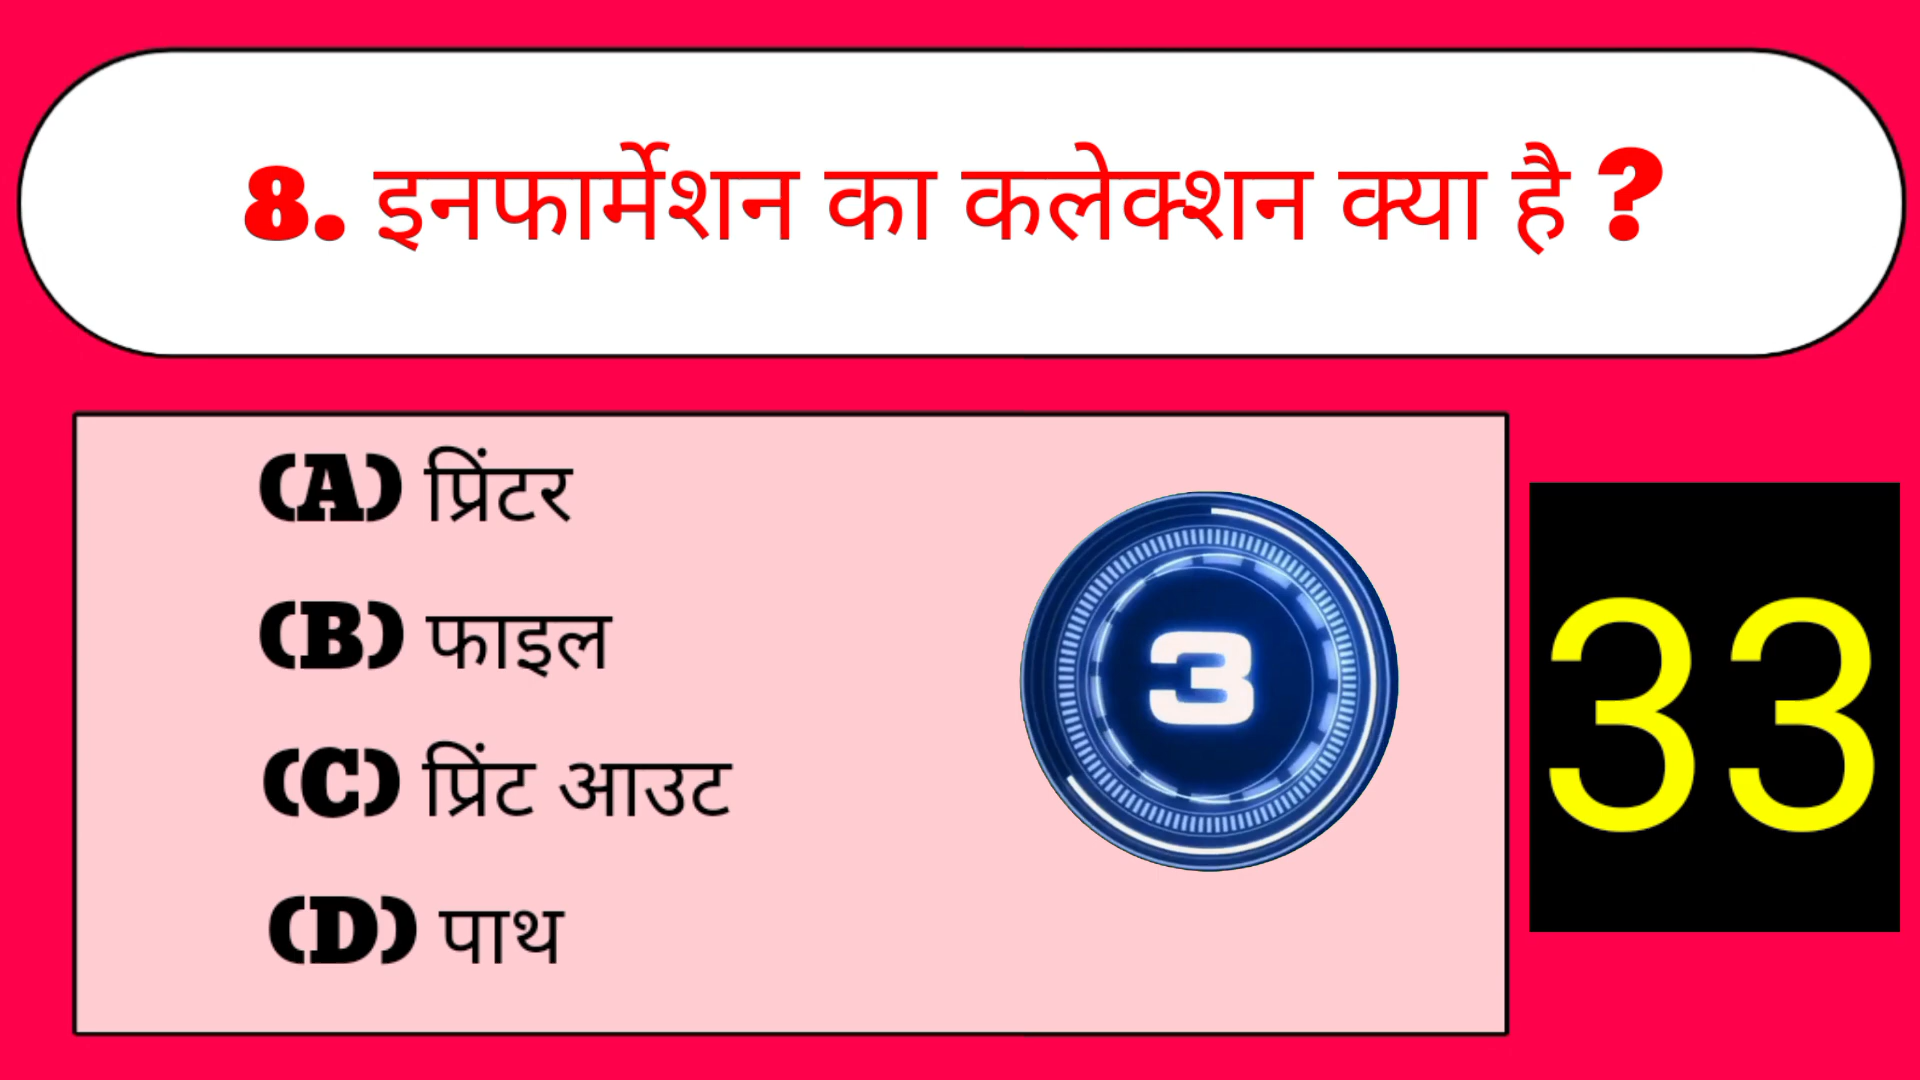 8. इनफार्मेशन का कलेक्शन क्या है ?
(A) प्रिंटर
(B) फाइल
(C) प्रिंट आउट
(D) पाथ
3
33